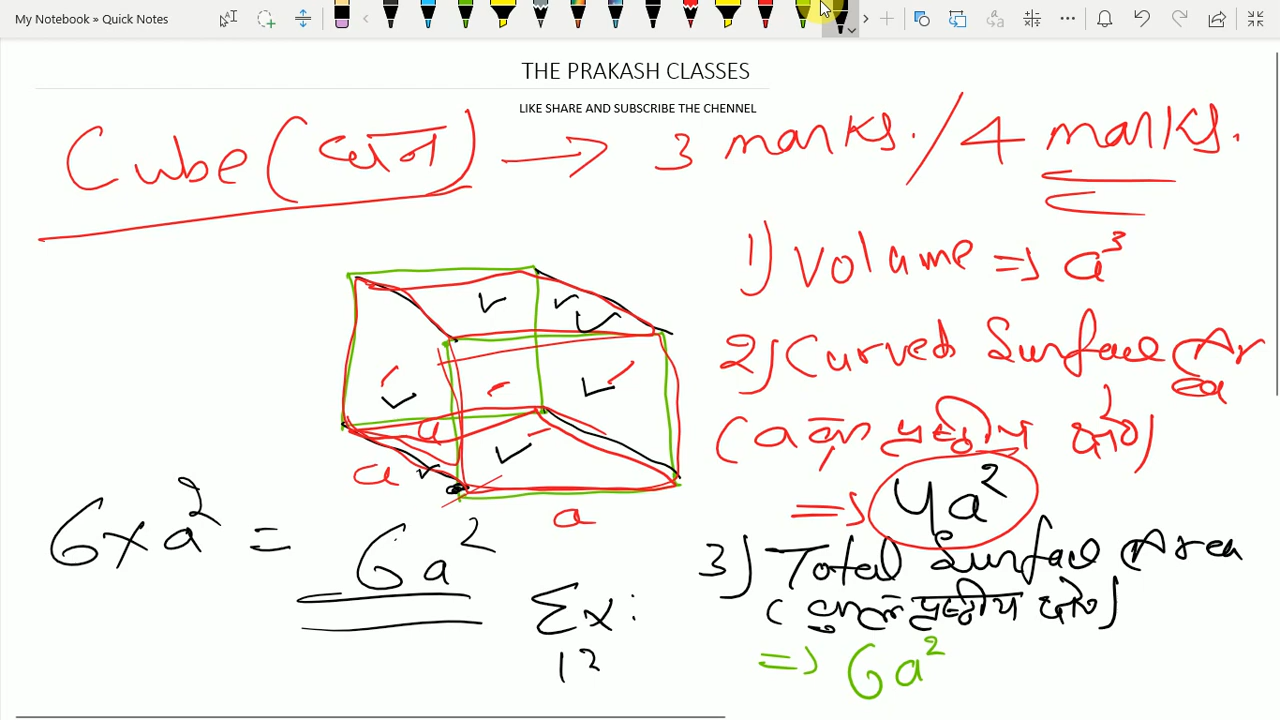 My Notebook » Quick Notes
THE PRAKASH CLASSES
LIKE SHARE AND SUBSCRIBE THE CHENNEL
Cube (घन) → 3 marks. / 4 marks.
1) Volume ⇒ a³
2) Curved Surface Area
(वक्र पृष्ठीय क्षेत्र)
⇒ 4a²
3) Total Surface Area
(कुल पृष्ठीय क्षेत्र)
⇒ 6a²
a
a
a
6×a² = 6a²
Ex:
12